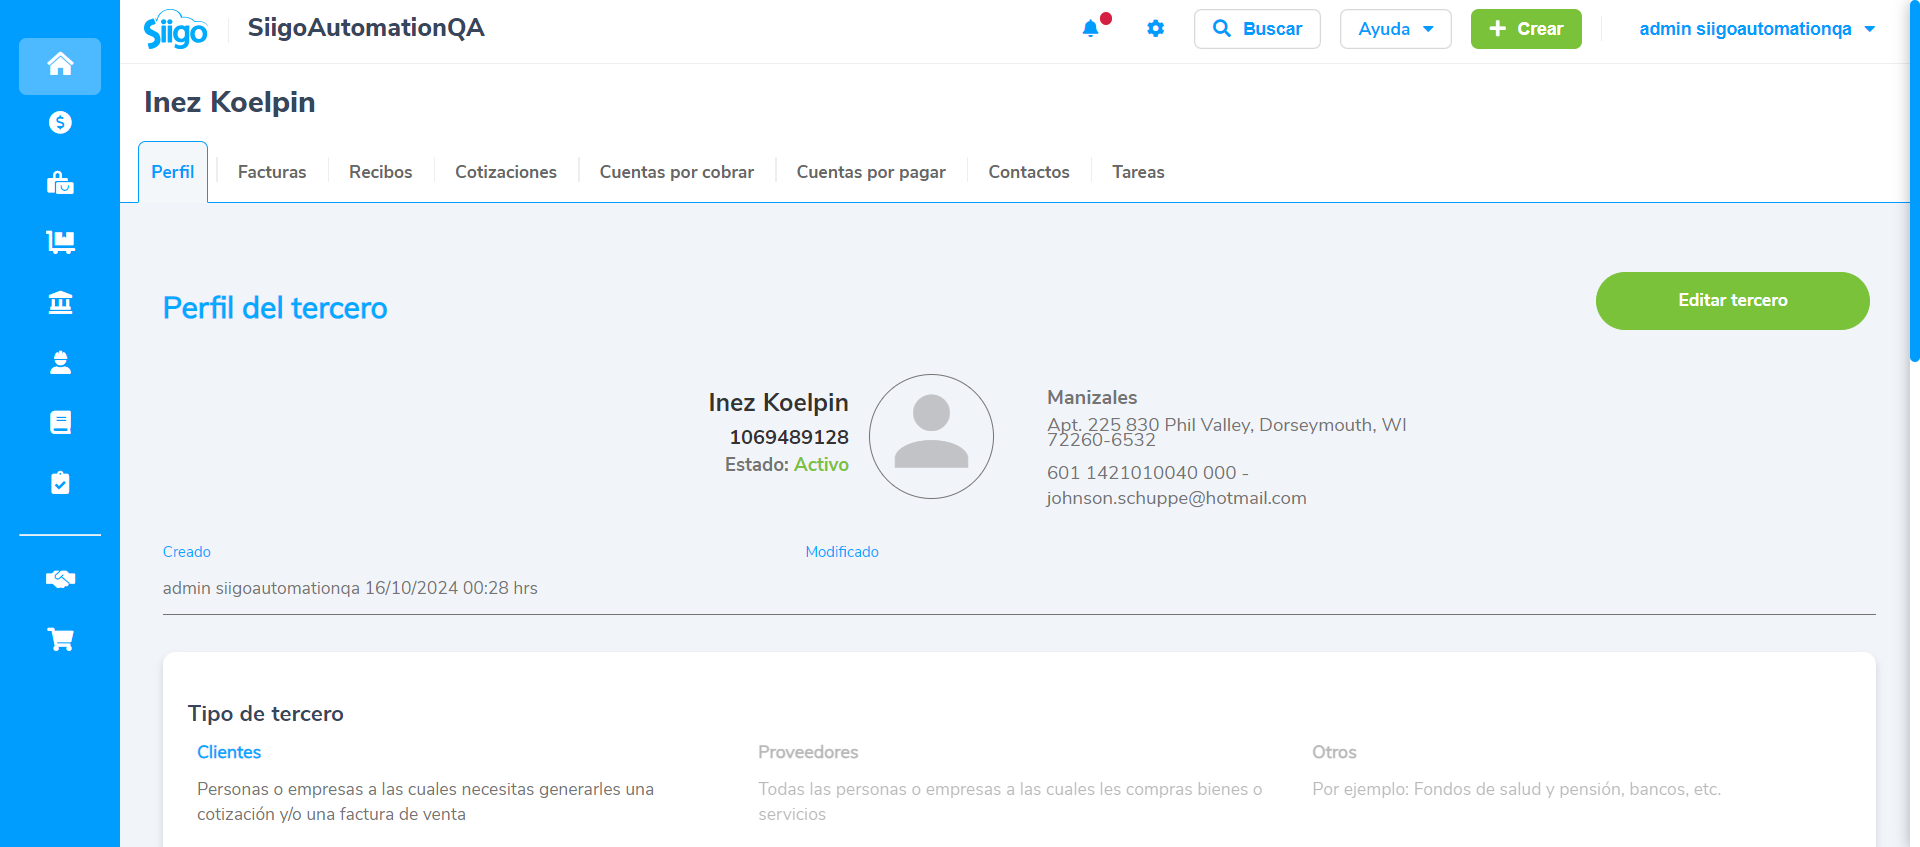 Siigo
SiigoAutomationQA
Buscar
Ayuda
Crear
admin siigoautomationqa
Inez Koelpin
Perfil
Facturas
Recibos
Cotizaciones
Cuentas por cobrar
Cuentas por pagar
Contactos
Tareas
Perfil del tercero
Editar tercero
Inez Koelpin
1069489128
Estado: Activo
Manizales
Apt. 225 830 Phil Valley, Dorseymouth, WI
72260-6532
601 1421010040 000 -
johnson.schuppe@hotmail.com
Creado
Modificado
admin siigoautomationqa 16/10/2024 00:28 hrs
Tipo de tercero
Clientes
Personas o empresas a las cuales necesitas generarles una
cotización y/o una factura de venta
Proveedores
Todas las personas o empresas a las cuales les compras bienes o
servicios
Otros
Por ejemplo: Fondos de salud y pensión, bancos, etc.